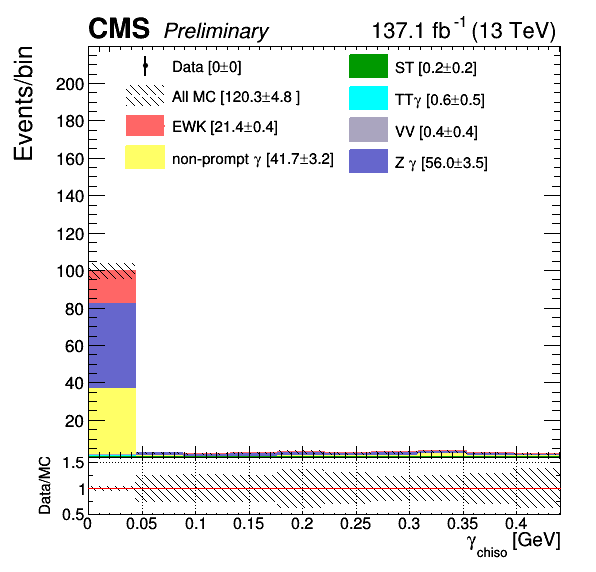 CMS Preliminary 137.1 fb⁻¹ (13 TeV)
Events/bin
Data [0±0]
All MC [120.3±4.8 ]
EWK [21.4±0.4]
non-prompt γ [41.7±3.2]
ST [0.2±0.2]
TTγ [0.6±0.5]
VV [0.4±0.4]
Z γ [56.0±3.5]
220
200
180
160
140
120
100
80
60
40
20
Data/MC
1.5
1
0.5
0 0.05 0.1 0.15 0.2 0.25 0.3 0.35 0.4
γchiso [GeV]